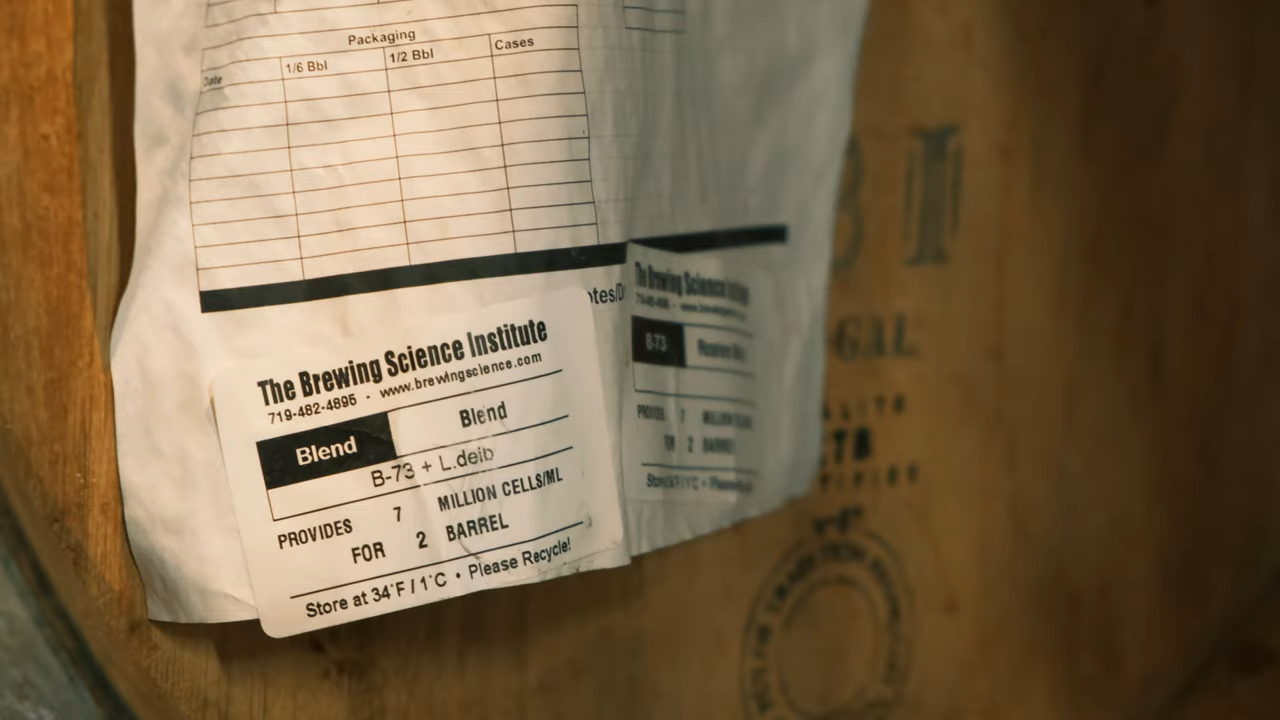 Packaging
Date 1/6 Bbl 1/2 Bbl Cases
The Brewing Science Institute
719-482-4895 - www.brewingscience.com
Blend Blend
B-73 + L.delb
PROVIDES 7 MILLION CELLS/ML
FOR 2 BARREL
Store at 34°F / 1°C • Please Recycle!
otes/D
The Brewing Science
B-73
PROVIDES 7 MILLION
FOR 2 BARREL
GAL